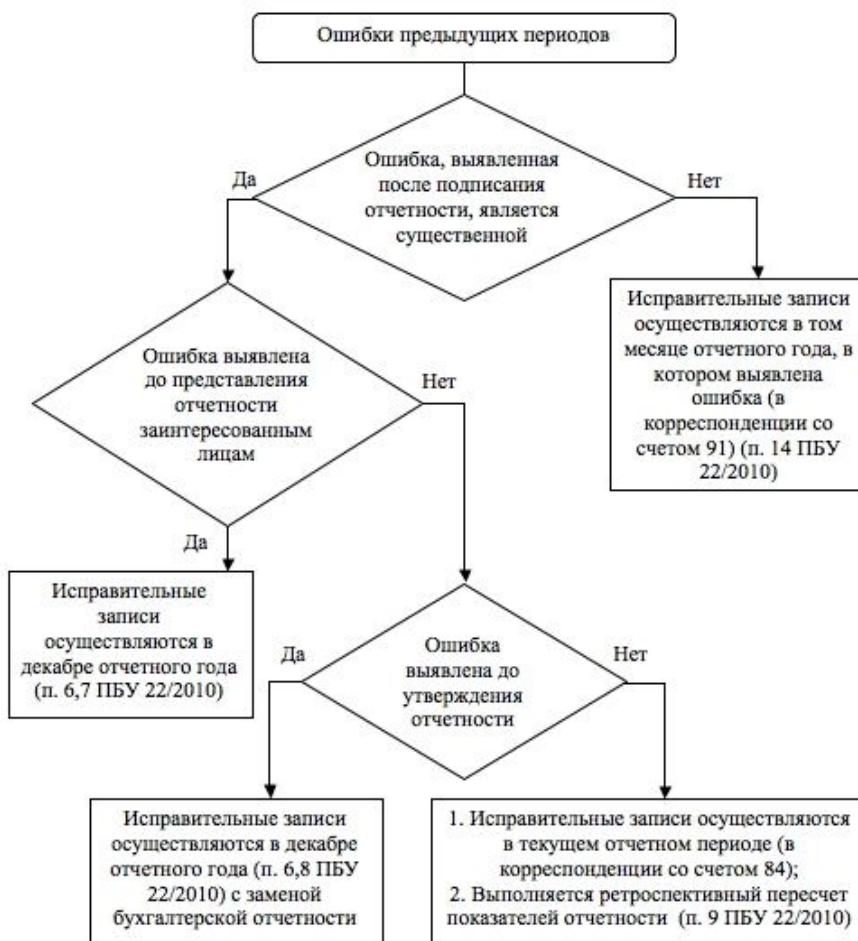 Ошибки предыдущих периодов
Ошибка, выявленная
после подписания
отчетности, является
существенной
Да
Нет
Исправительные записи
осуществляются в том
месяце отчетного года, в
котором выявлена
ошибка (в
корреспонденции со
счетом 91) (п. 14 ПБУ
22/2010)
Ошибка выявлена
до представления
отчетности
заинтересованным
лицам
Нет
Да
Исправительные
записи
осуществляются в
декабре отчетного года
(п. 6,7 ПБУ 22/2010)
Ошибка
выявлена до
утверждения
отчетности
Да
Нет
Исправительные записи
осуществляются в декабре
отчетного года (п. 6,8 ПБУ
22/2010) с заменой
бухгалтерской отчетности
1. Исправительные записи осуществляются
в текущем отчетном периоде (в
корреспонденции со счетом 84);
2. Выполняется ретроспективный пересчет
показателей отчетности (п. 9 ПБУ 22/2010)